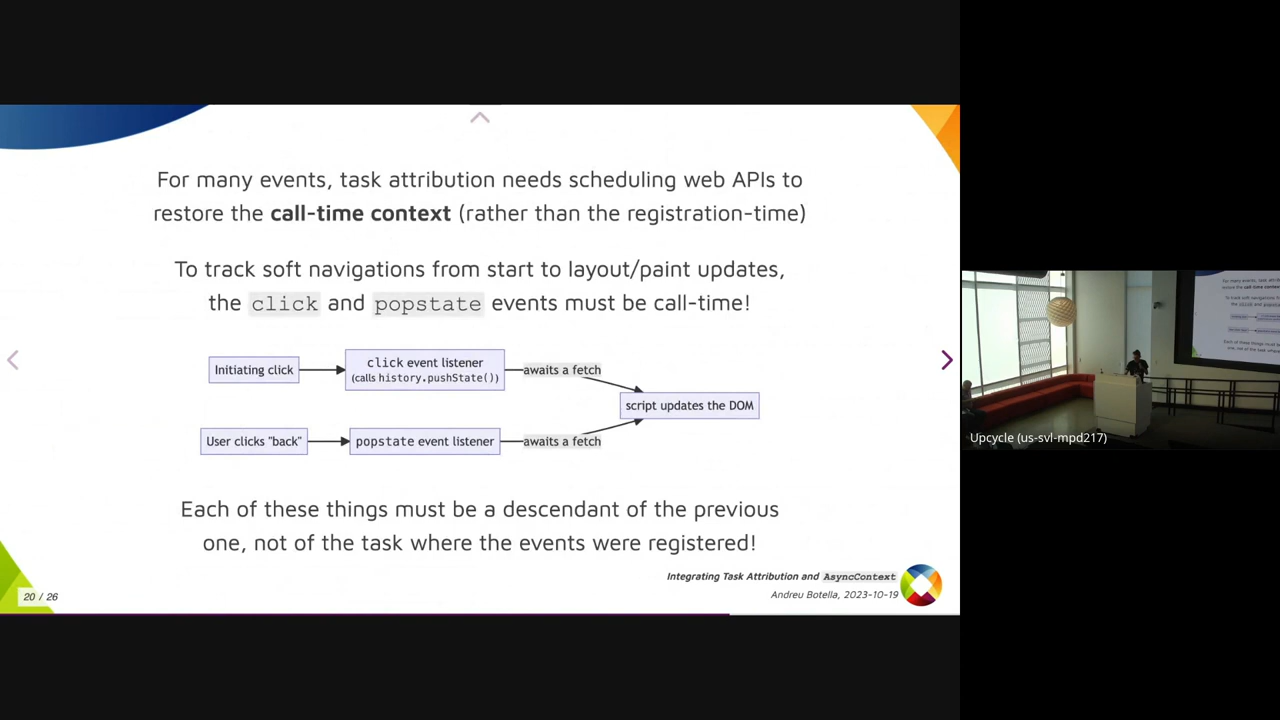 For many events, task attribution needs scheduling web APIs to
restore the call-time context (rather than the registration-time)
To track soft navigations from start to layout/paint updates,
the click and popstate events must be call-time!
Initiating click
click event listener
(calls history.pushState())
awaits a fetch
script updates the DOM
User clicks "back"
popstate event listener
awaits a fetch
Each of these things must be a descendant of the previous
one, not of the task where the events were registered!
Integrating Task Attribution and AsyncContext
Andreu Botella, 2023-10-19
20 / 26
Upcycle (us-svl-mpd217)